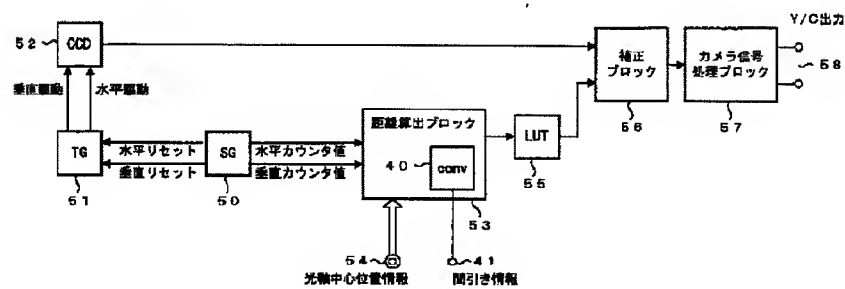 Y/C出力
52
CCD
補正
ブロック
カメラ信号
処理ブロック
58
垂直駆動
水平駆動
56
57
距離算出ブロック
TG
水平リセット
SG
水平カウンタ値
垂直リセット
垂直カウンタ値
40
conv
LUT
51
50
55
53
54
41
光軸中心位置情報
間引き情報